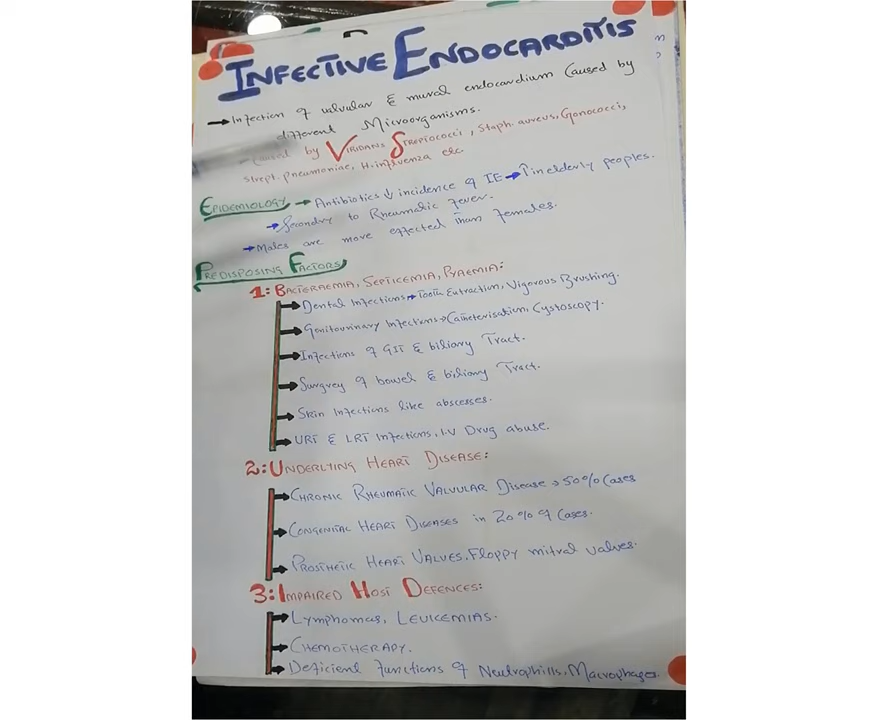 INFECTIVE ENDOCARDITIS
→ Infection of valvular & mural endocardium Caused by
different Microorganisms.
→ Caused by VIRIDANS STREPTOCOCCI, Staph. aureus, Gonococci,
Strept. pneumoniae, H. influenza etc
EPIDEMIOLOGY → Antibiotics ↓ incidence of IE → ↑ in elderly peoples.
→ Secondry to Rheumatic fever.
→ Males are more effected than females.
PREDISPOSING FACTORS
1: BACTERAEMIA, SEPTICEMIA, PYAEMIA:
→ Dental Infections → Tooth Extraction, Vigorous Brushing.
→ Genitourinary Infections → Catheterisation, Cystoscopy.
→ Infections of GIT & biliary Tract.
→ Surgrey of bowel & biliary Tract.
→ Skin Infections like abscesses.
→ URT & LRT Infections, I.V Drug abuse.
2: UNDERLYING HEART DISEASE:
→ CHRONIC RHEUMATIC VALVULAR Disease → 50% Cases
→ CONGENITAL HEART DISEASES in 20% of Cases.
→ PROSTHETIC HEART VALVES, Floppy mitral valves.
3: IMPAIRED HOST DEFENCES:
→ Lymphomas, LEUKEMIAS.
→ CHEMOTHERAPY.
→ Deficient functions of Neutrophills, Macrophages.